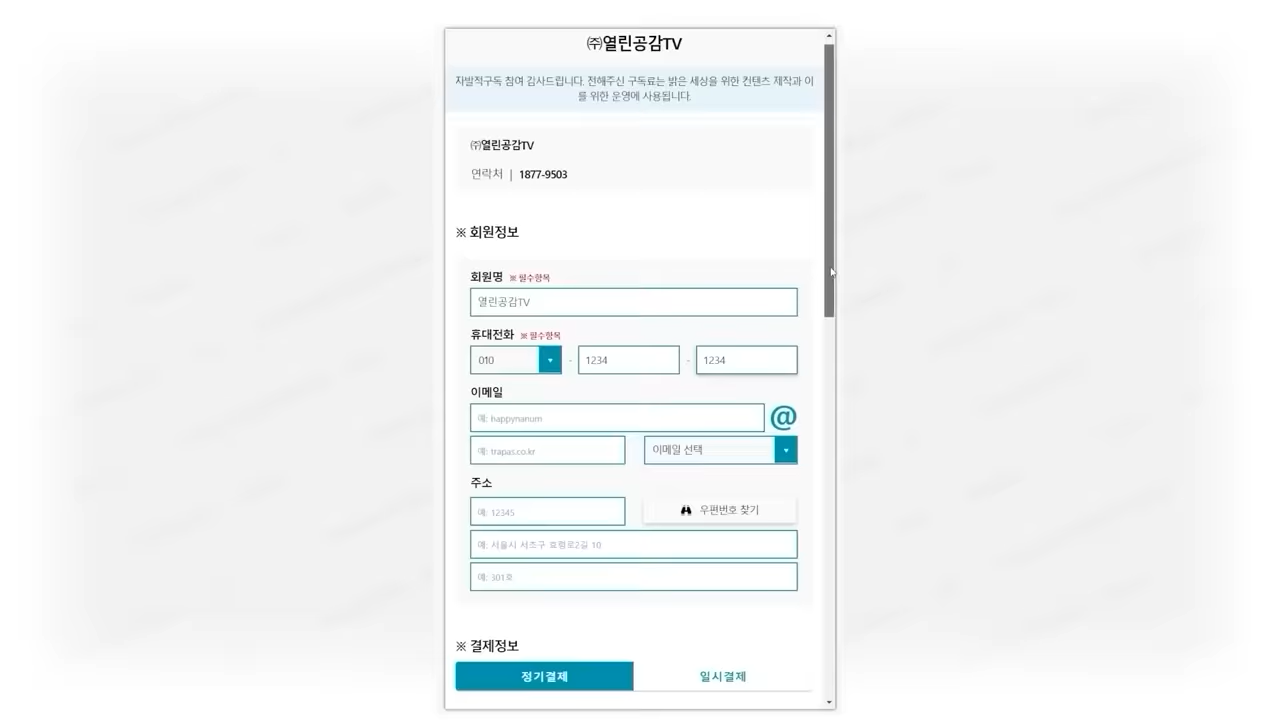 ㈜열린공감TV
자발적구독 참여 감사드립니다. 전해주신 구독료는 밝은 세상을 위한 컨텐츠 제작과 이
를 위한 운영에 사용됩니다.
㈜열린공감TV
연락처 | 1877-9503
※ 회원정보
회원명 ※ 필수항목
열린공감TV
휴대전화 ※ 필수항목
010 - 1234 - 1234
이메일
예: happynanum @
예: trapas.co.kr 이메일 선택
주소
예: 12345 우편번호 찾기
예: 서울시 서초구 효령로2길 10
예: 301호
※ 결제정보
정기결제 일시결제